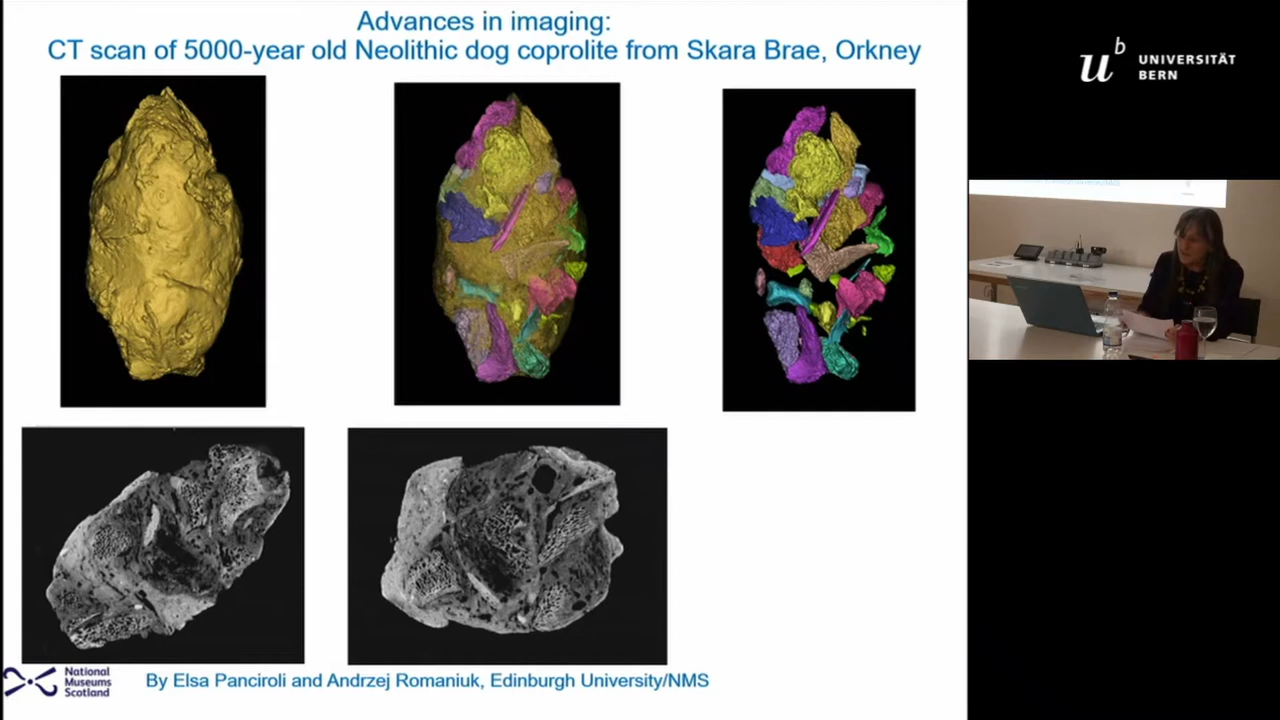 Advances in imaging:
CT scan of 5000-year old Neolithic dog coprolite from Skara Brae, Orkney
u^b UNIVERSITÄT
BERN
National
Museums
Scotland
By Elsa Panciroli and Andrzej Romaniuk, Edinburgh University/NMS